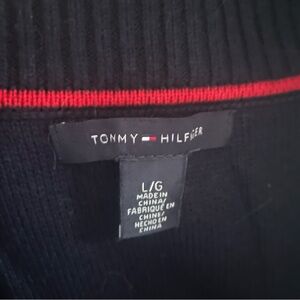 TOMMY HILFIGER
L/G
MADE IN
CHINA/
FABRIQUÉ EN
CHINE/
HECHO EN
CHINA